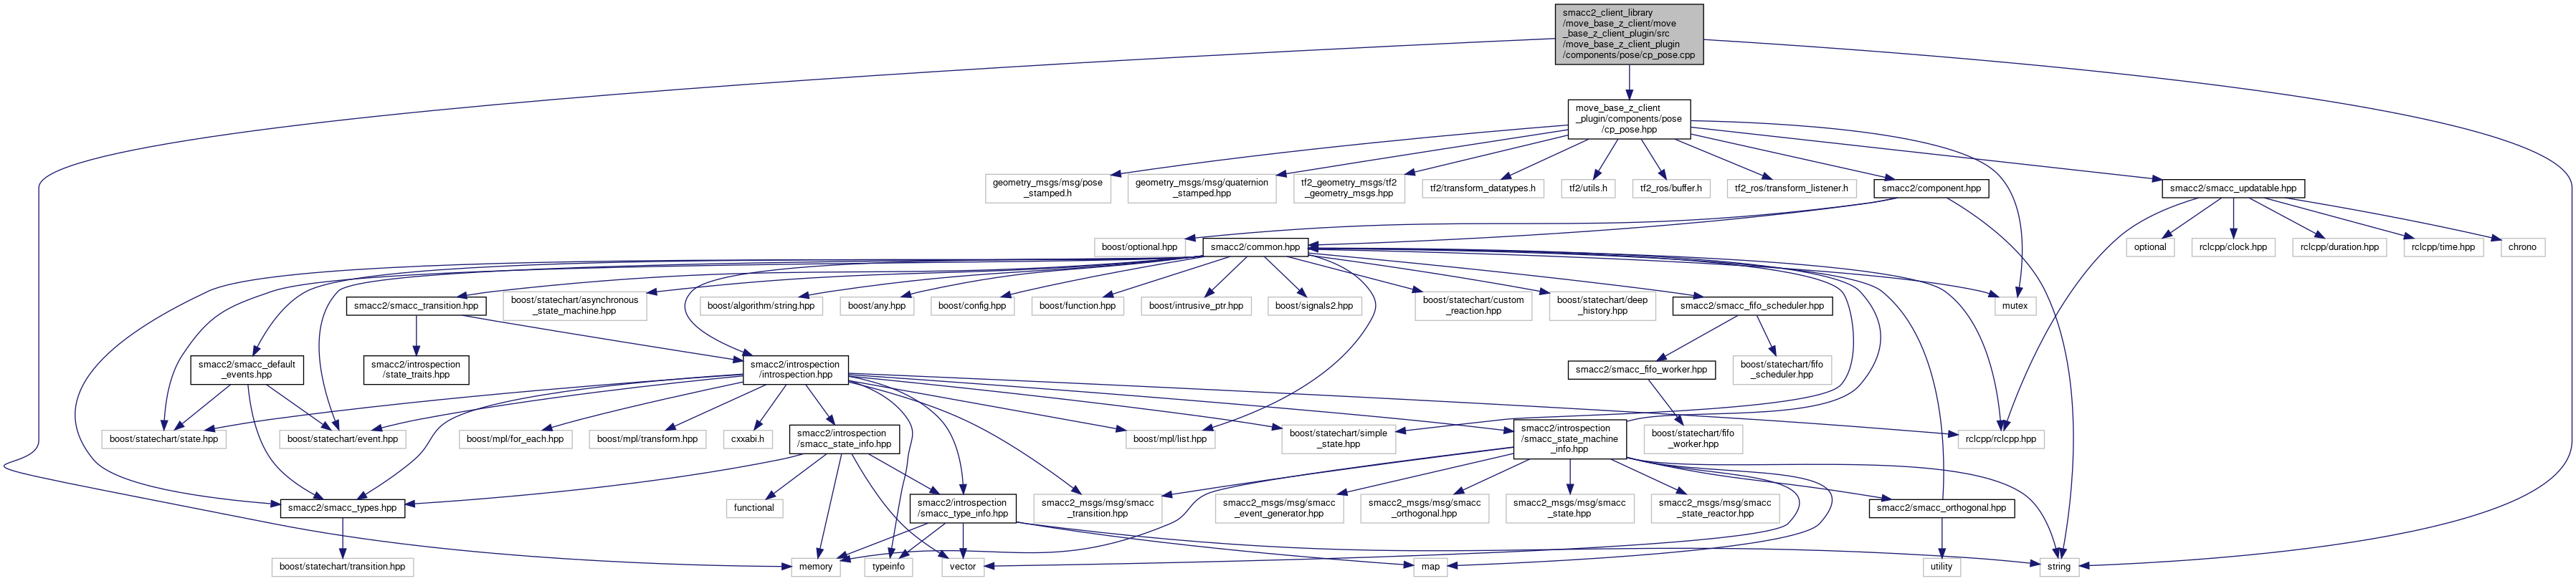 smacc2_client_library
/move_base_z_client/move
_base_z_client_plugin/src
/move_base_z_client_plugin
/components/pose/cp_pose.cpp
move_base_z_client
_plugin/components/pose
/cp_pose.hpp
geometry_msgs/msg/pose
_stamped.h
geometry_msgs/msg/quaternion
_stamped.hpp
tf2_geometry_msgs/tf2
_geometry_msgs.hpp
tf2/transform_datatypes.h
tf2/utils.h
tf2_ros/buffer.h
tf2_ros/transform_listener.h
smacc2/component.hpp
smacc2/smacc_updatable.hpp
boost/optional.hpp
smacc2/common.hpp
optional
rclcpp/clock.hpp
rclcpp/duration.hpp
rclcpp/time.hpp
chrono
smacc2/smacc_transition.hpp
boost/statechart/asynchronous
_state_machine.hpp
boost/algorithm/string.hpp
boost/any.hpp
boost/config.hpp
boost/function.hpp
boost/intrusive_ptr.hpp
boost/signals2.hpp
boost/statechart/custom
_reaction.hpp
boost/statechart/deep
_history.hpp
smacc2/smacc_fifo_scheduler.hpp
mutex
smacc2/smacc_default
_events.hpp
smacc2/introspection
/state_traits.hpp
smacc2/introspection
/introspection.hpp
smacc2/smacc_fifo_worker.hpp
boost/statechart/fifo
_scheduler.hpp
boost/statechart/state.hpp
boost/statechart/event.hpp
boost/mpl/for_each.hpp
boost/mpl/transform.hpp
cxxabi.h
smacc2/introspection
/smacc_state_info.hpp
boost/mpl/list.hpp
boost/statechart/simple
_state.hpp
smacc2/introspection
/smacc_state_machine
_info.hpp
boost/statechart/fifo
_worker.hpp
rclcpp/rclcpp.hpp
smacc2/smacc_types.hpp
functional
smacc2/introspection
/smacc_type_info.hpp
smacc2_msgs/msg/smacc
_transition.hpp
smacc2_msgs/msg/smacc
_event_generator.hpp
smacc2_msgs/msg/smacc
_orthogonal.hpp
smacc2_msgs/msg/smacc
_state.hpp
smacc2_msgs/msg/smacc
_state_reactor.hpp
smacc2/smacc_orthogonal.hpp
boost/statechart/transition.hpp
memory
typeinfo
vector
map
utility
string